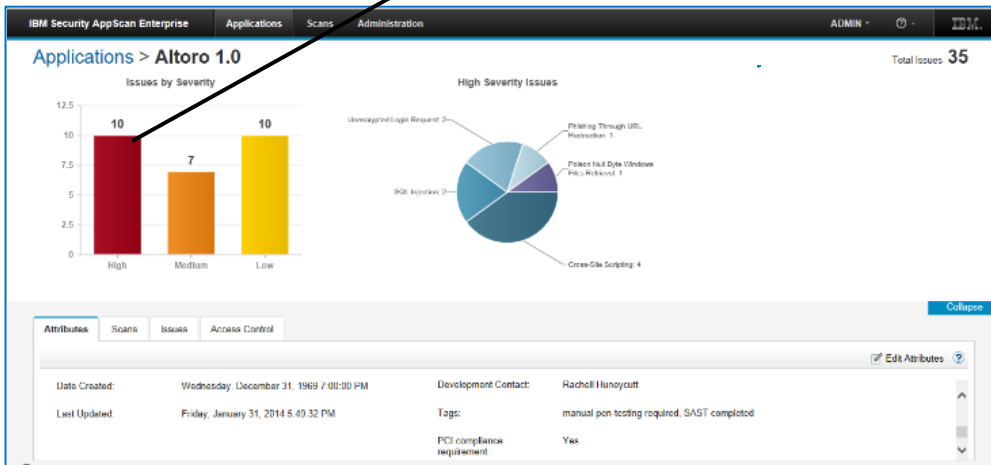 IBM Security AppScan Enterprise Applications Scans Administration ADMIN IBM.
Applications > Altoro 1.0
Total Issues 35
Issues by Severity
12.5
10
7.5
5
2.5
0
10
7
10
High Medium Low
High Severity Issues
Unencrypted Login Request: 2
Phishing Through URL
Redirection: 1
Poison Null Byte Windows
Files Retrieval: 1
SQL Injection: 2
Cross-Site Scripting: 4
Collapse
Attributes Scans Issues Access Control
Edit Attributes ?
Date Created: Wednesday, December 31, 1969 7:00:00 PM
Development Contact: Rachell Huneycutt
Last Updated: Friday, January 31, 2014 5:49:32 PM
Tags: manual pen-testing required, SAST completed
PCI compliance
requirement Yes